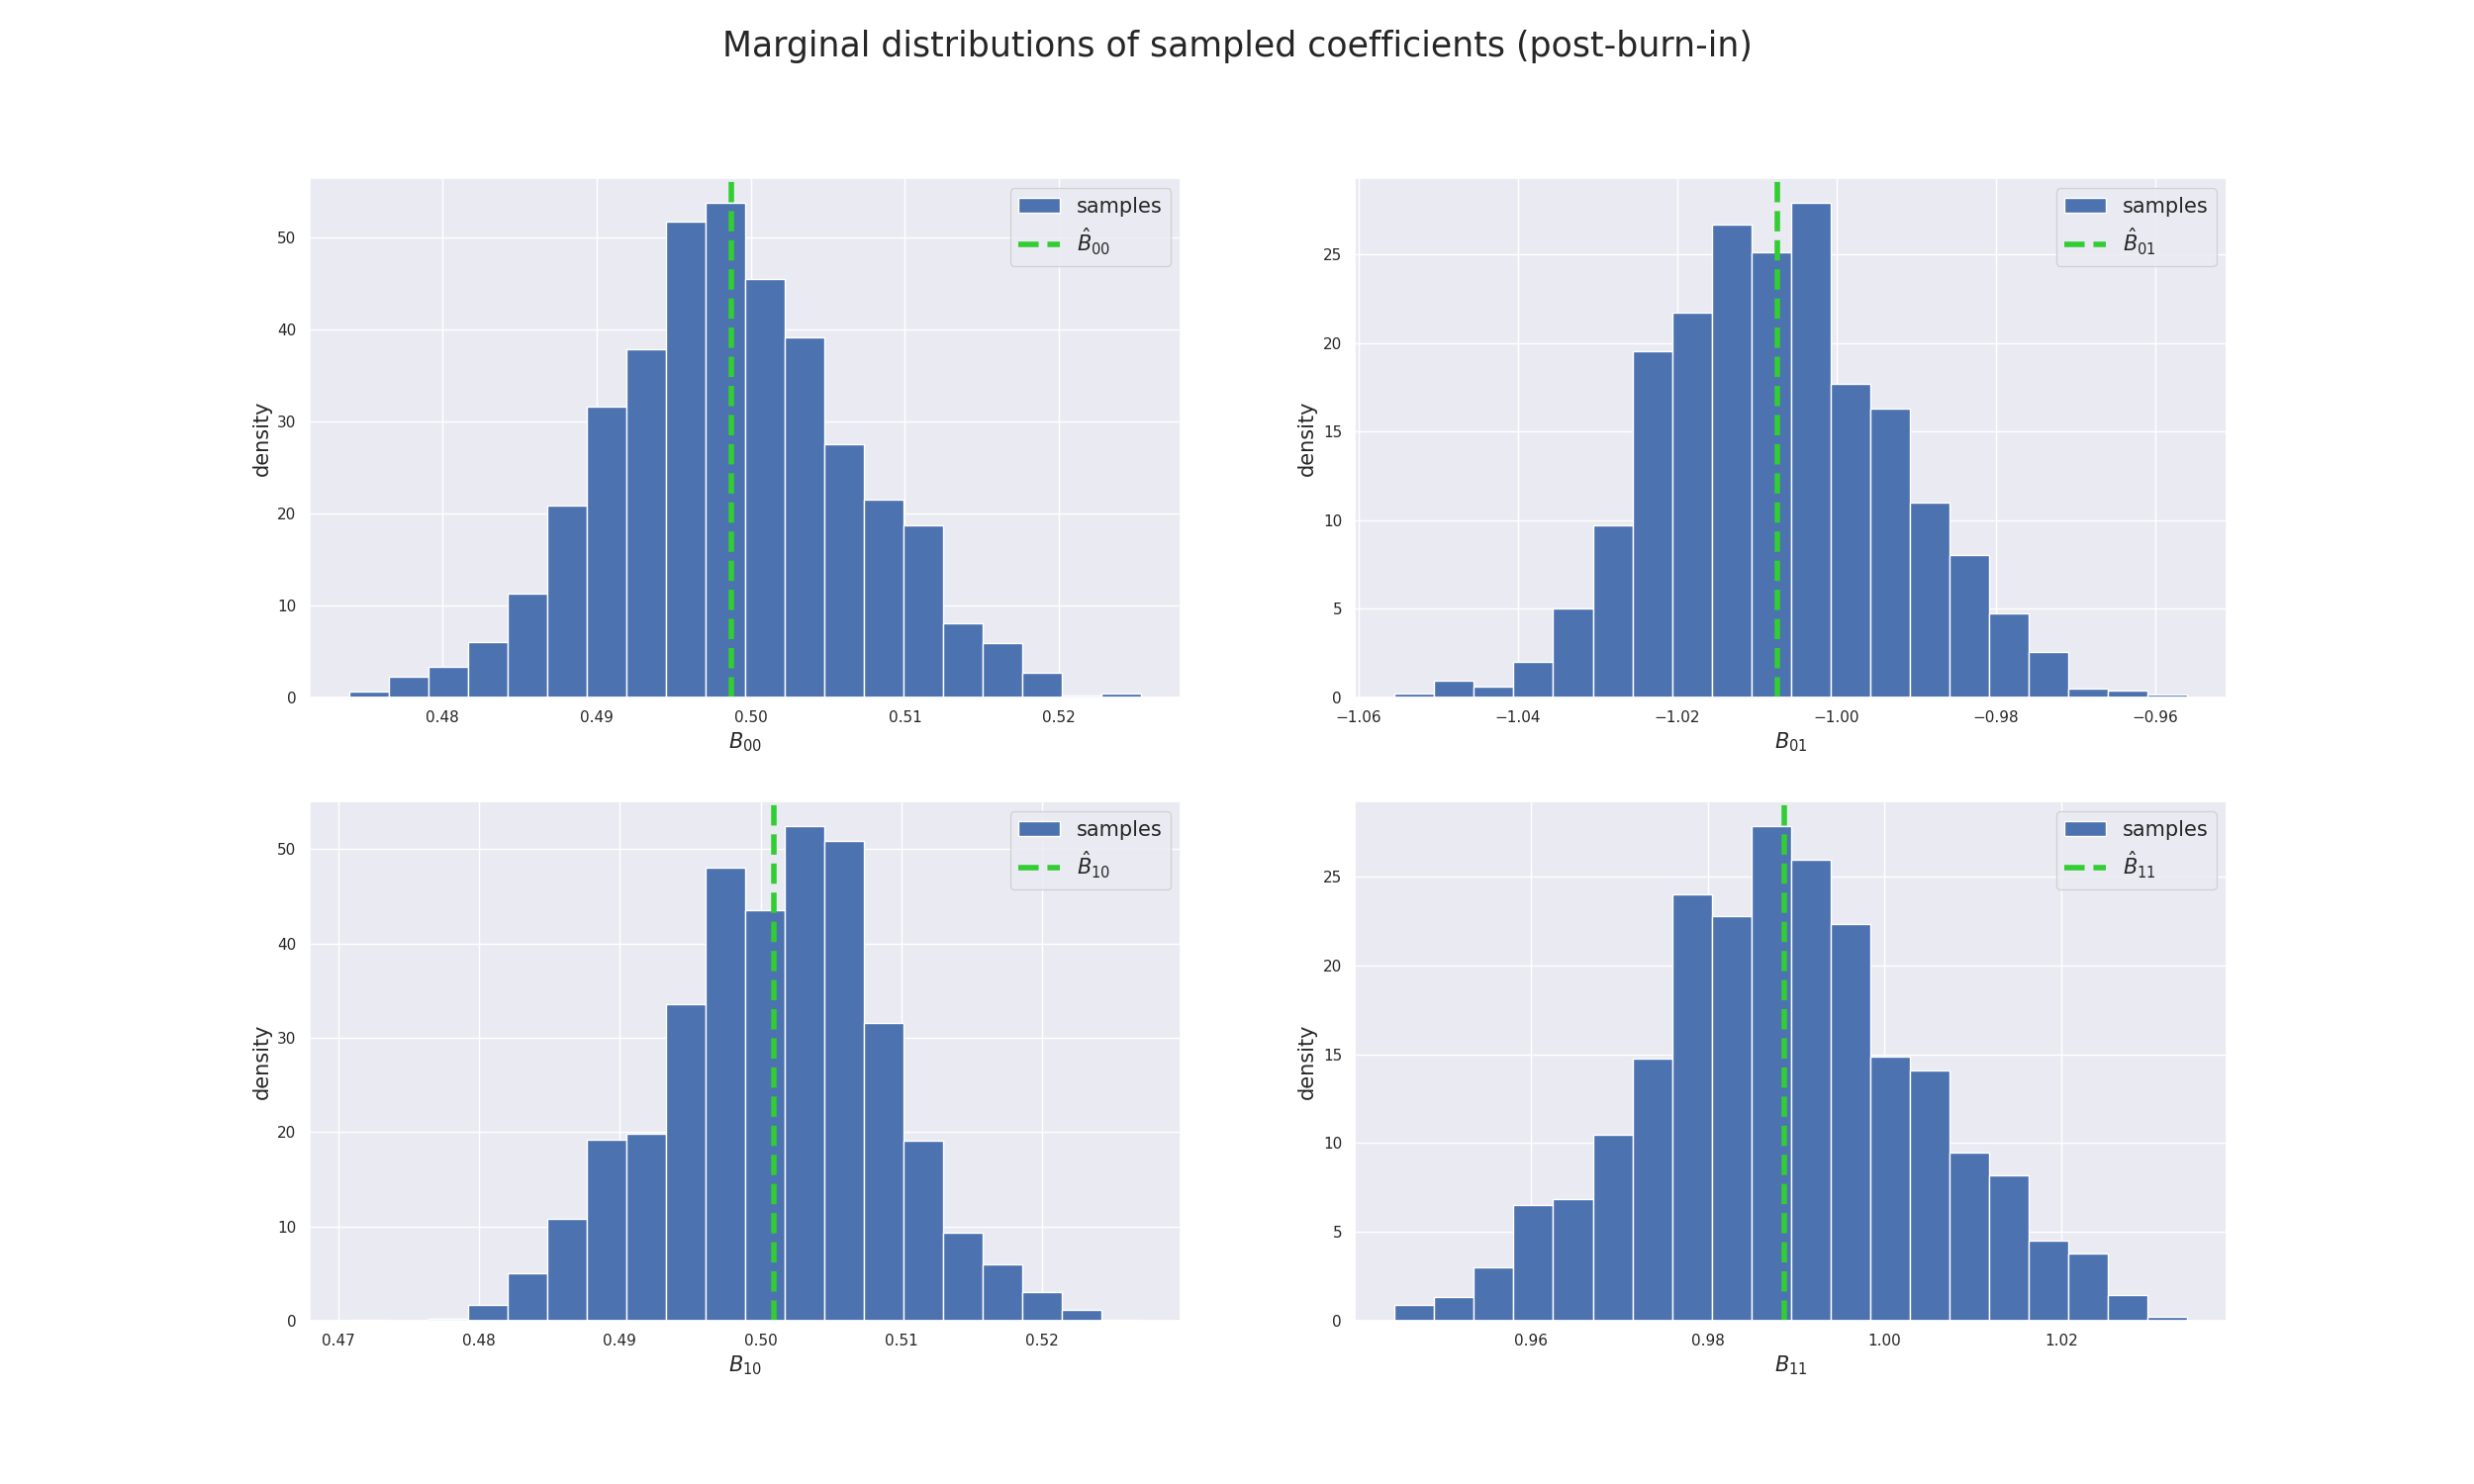 Marginal distributions of sampled coefficients (post-burn-in)
density
50
40
30
20
10
0
samples
B̂₀₀
0.48 0.49 0.50 0.51 0.52
B₀₀
density
25
20
15
10
5
0
samples
B̂₀₁
−1.06 −1.04 −1.02 −1.00 −0.98 −0.96
B₀₁
density
50
40
30
20
10
0
samples
B̂₁₀
0.47 0.48 0.49 0.50 0.51 0.52
B₁₀
density
25
20
15
10
5
0
samples
B̂₁₁
0.96 0.98 1.00 1.02
B₁₁